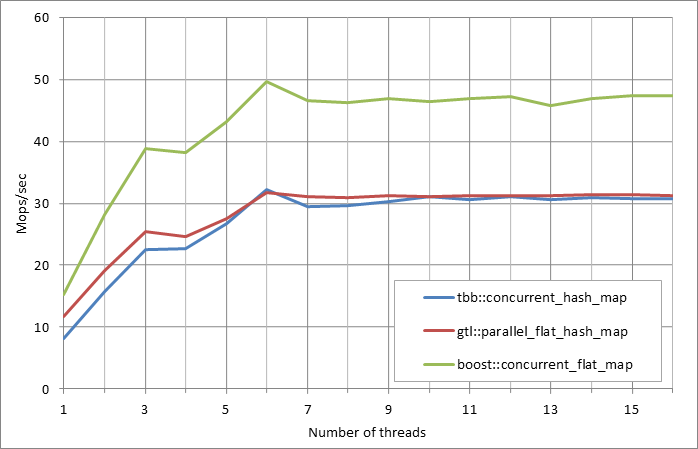 60
50
40
30
20
10
0
Mops/sec
tbb::concurrent_hash_map
gtl::parallel_flat_hash_map
boost::concurrent_flat_map
1 3 5 7 9 11 13 15
Number of threads